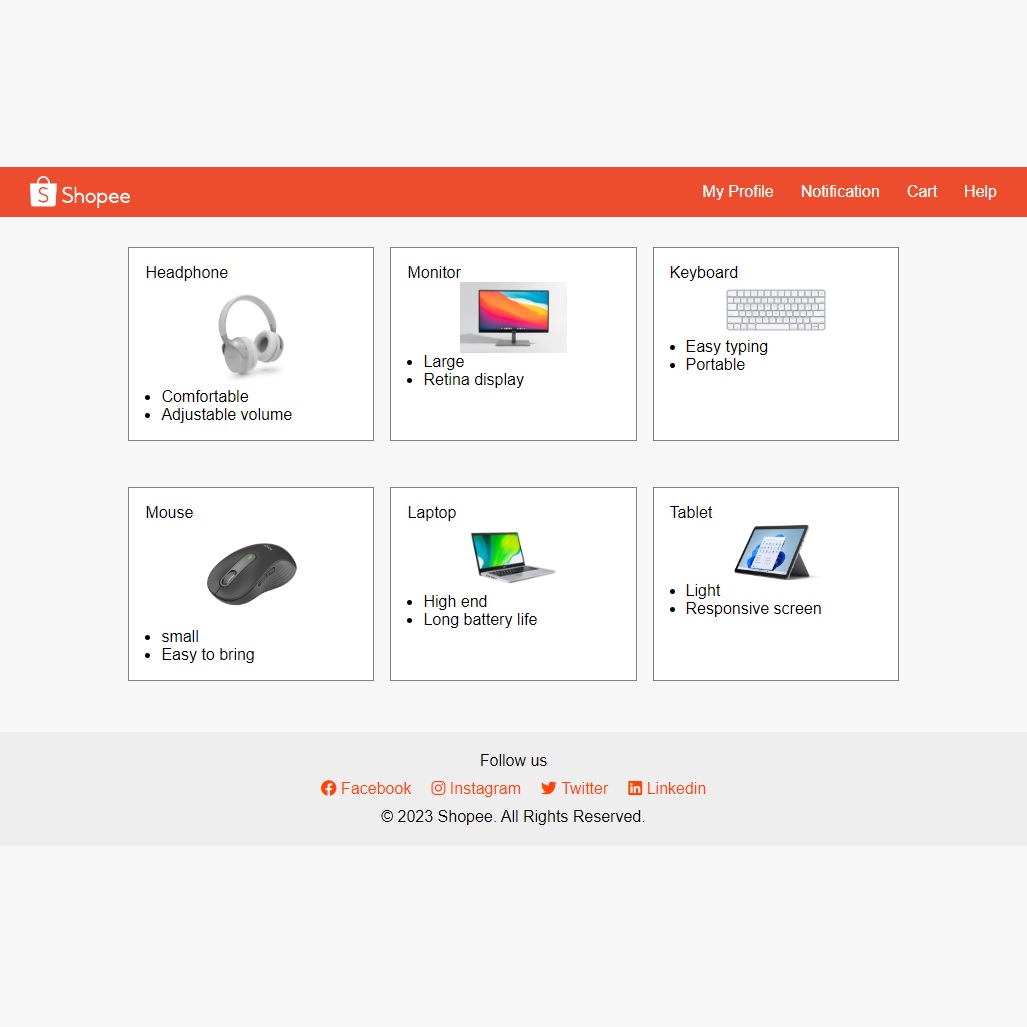 Shopee
My Profile Notification Cart Help
Headphone
Comfortable
Adjustable volume
Monitor
Large
Retina display
Keyboard
Easy typing
Portable
Mouse
small
Easy to bring
Laptop
High end
Long battery life
Tablet
Light
Responsive screen
Follow us
Facebook Instagram Twitter Linkedin
© 2023 Shopee. All Rights Reserved.